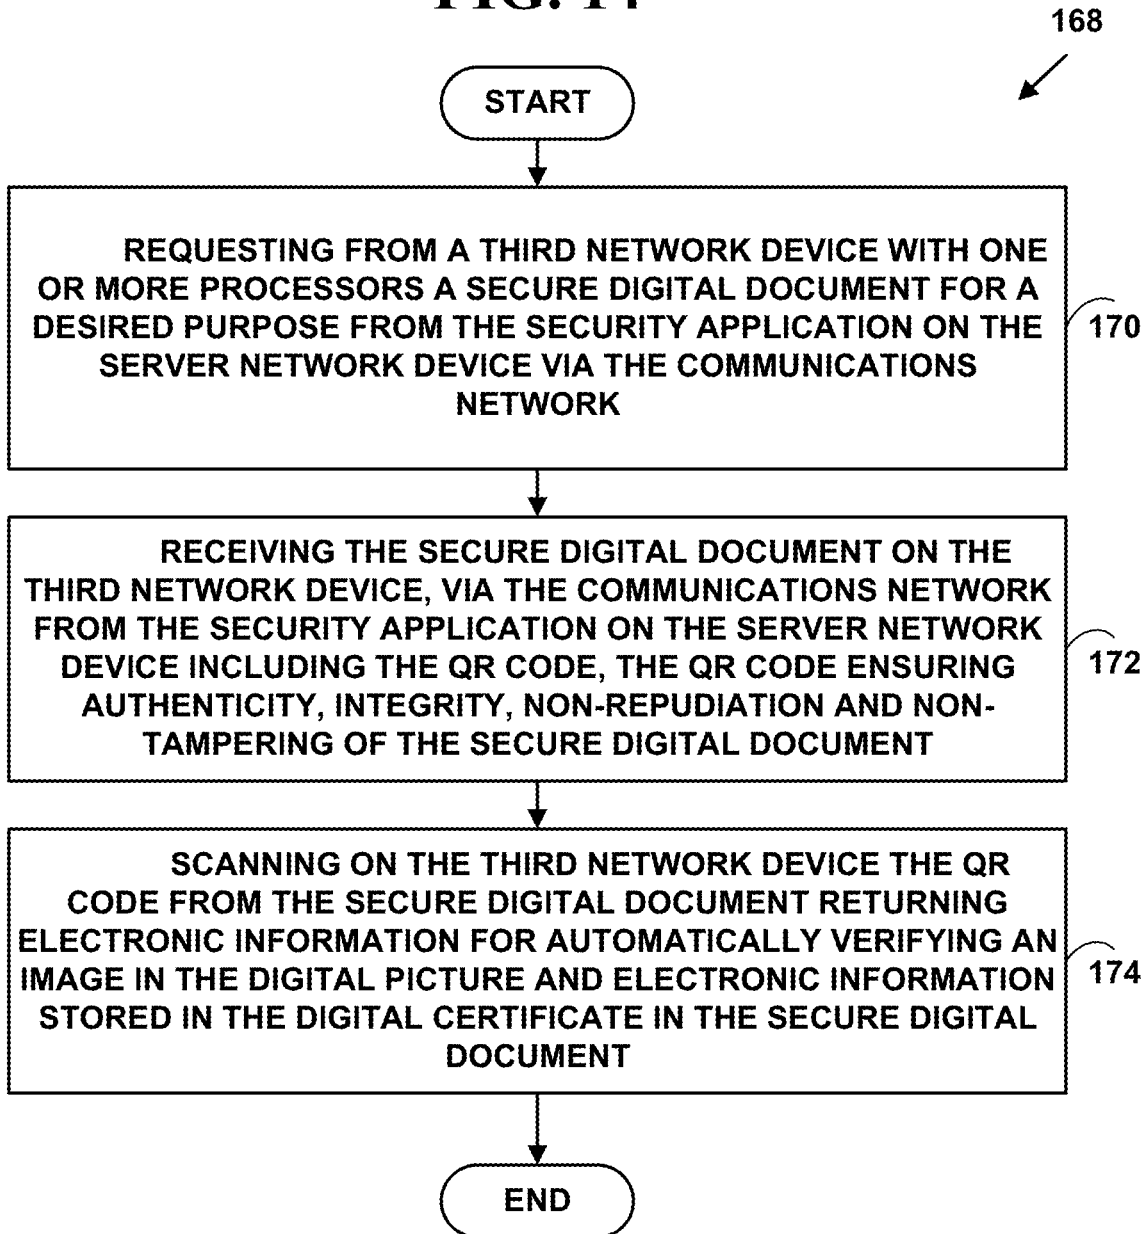 FIG. 14
168
START
REQUESTING FROM A THIRD NETWORK DEVICE WITH ONE
OR MORE PROCESSORS A SECURE DIGITAL DOCUMENT FOR A
DESIRED PURPOSE FROM THE SECURITY APPLICATION ON THE
SERVER NETWORK DEVICE VIA THE COMMUNICATIONS
NETWORK
170
RECEIVING THE SECURE DIGITAL DOCUMENT ON THE
THIRD NETWORK DEVICE, VIA THE COMMUNICATIONS NETWORK
FROM THE SECURITY APPLICATION ON THE SERVER NETWORK
DEVICE INCLUDING THE QR CODE, THE QR CODE ENSURING
AUTHENTICITY, INTEGRITY, NON-REPUDIATION AND NON-
TAMPERING OF THE SECURE DIGITAL DOCUMENT
172
SCANNING ON THE THIRD NETWORK DEVICE THE QR
CODE FROM THE SECURE DIGITAL DOCUMENT RETURNING
ELECTRONIC INFORMATION FOR AUTOMATICALLY VERIFYING AN
IMAGE IN THE DIGITAL PICTURE AND ELECTRONIC INFORMATION
STORED IN THE DIGITAL CERTIFICATE IN THE SECURE DIGITAL
DOCUMENT
174
END